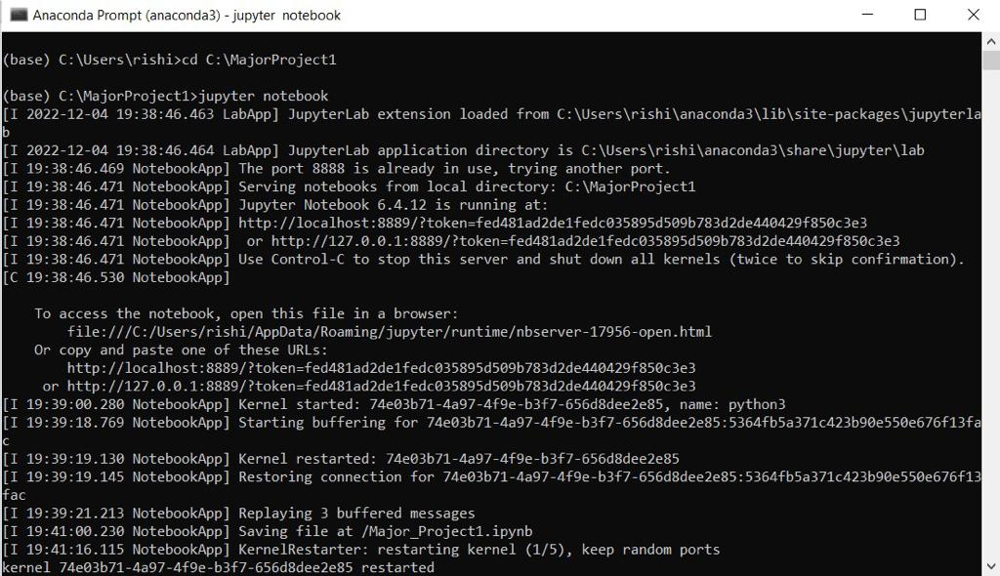 Anaconda Prompt (anaconda3) - jupyter  notebook
(base) C:\Users\rishi>cd C:\MajorProject1
(base) C:\MajorProject1>jupyter notebook
[I 2022-12-04 19:38:46.463 LabApp] JupyterLab extension loaded from C:\Users\rishi\anaconda3\lib\site-packages\jupyterla
b
[I 2022-12-04 19:38:46.464 LabApp] JupyterLab application directory is C:\Users\rishi\anaconda3\share\jupyter\lab
[I 19:38:46.469 NotebookApp] The port 8888 is already in use, trying another port.
[I 19:38:46.471 NotebookApp] Serving notebooks from local directory: C:\MajorProject1
[I 19:38:46.471 NotebookApp] Jupyter Notebook 6.4.12 is running at:
[I 19:38:46.471 NotebookApp] http://localhost:8889/?token=fed481ad2de1fedc035895d509b783d2de440429f850c3e3
[I 19:38:46.471 NotebookApp]  or http://127.0.0.1:8889/?token=fed481ad2de1fedc035895d509b783d2de440429f850c3e3
[I 19:38:46.471 NotebookApp] Use Control-C to stop this server and shut down all kernels (twice to skip confirmation).
[C 19:38:46.530 NotebookApp]
To access the notebook, open this file in a browser:
file:///C:/Users/rishi/AppData/Roaming/jupyter/runtime/nbserver-17956-open.html
Or copy and paste one of these URLs:
http://localhost:8889/?token=fed481ad2de1fedc035895d509b783d2de440429f850c3e3
or http://127.0.0.1:8889/?token=fed481ad2de1fedc035895d509b783d2de440429f850c3e3
[I 19:39:00.280 NotebookApp] Kernel started: 74e03b71-4a97-4f9e-b3f7-656d8dee2e85, name: python3
[I 19:39:18.769 NotebookApp] Starting buffering for 74e03b71-4a97-4f9e-b3f7-656d8dee2e85:5364fb5a371c423b90e550e676f13fa
c
[I 19:39:19.130 NotebookApp] Kernel restarted: 74e03b71-4a97-4f9e-b3f7-656d8dee2e85
[I 19:39:19.145 NotebookApp] Restoring connection for 74e03b71-4a97-4f9e-b3f7-656d8dee2e85:5364fb5a371c423b90e550e676f13
fac
[I 19:39:21.213 NotebookApp] Replaying 3 buffered messages
[I 19:41:00.230 NotebookApp] Saving file at /Major_Project1.ipynb
[I 19:41:16.115 NotebookApp] KernelRestarter: restarting kernel (1/5), keep random ports
kernel 74e03b71-4a97-4f9e-b3f7-656d8dee2e85 restarted